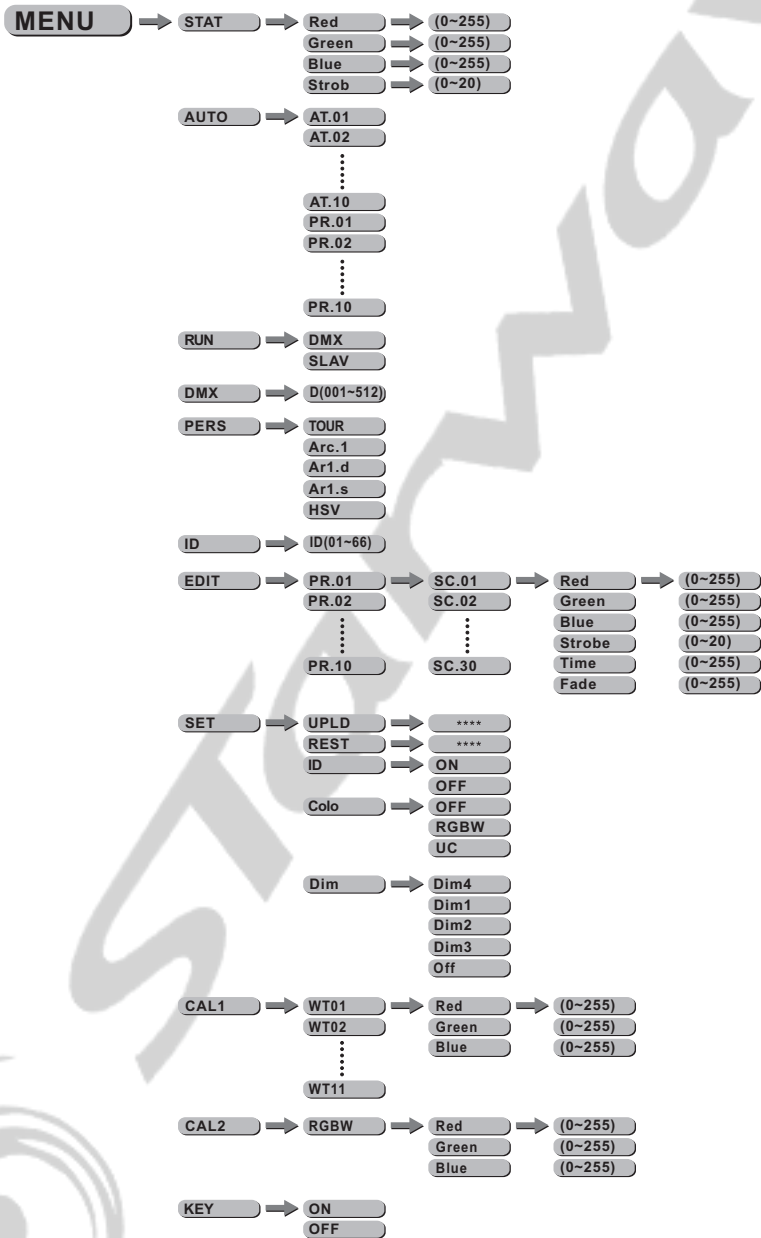 MENU STAT Red (0~255)
Green (0~255)
Blue (0~255)
Strob (0~20)
AUTO AT.01
AT.02
AT.10
PR.01
PR.02
PR.10
RUN DMX
SLAV
DMX D(001~512)
PERS TOUR
Arc.1
Ar1.d
Ar1.s
HSV
ID ID(01~66)
EDIT PR.01 SC.01 Red (0~255)
PR.02 SC.02 Green (0~255)
Blue (0~255)
Strobe (0~20)
Time (0~255)
PR.10 SC.30 Fade (0~255)
SET UPLD ****
REST ****
ID ON
OFF
Colo OFF
RGBW
UC
Dim Dim4
Dim1
Dim2
Dim3
Off
CAL1 WT01 Red (0~255)
WT02 Green (0~255)
Blue (0~255)
WT11
CAL2 RGBW Red (0~255)
Green (0~255)
Blue (0~255)
KEY ON
OFF